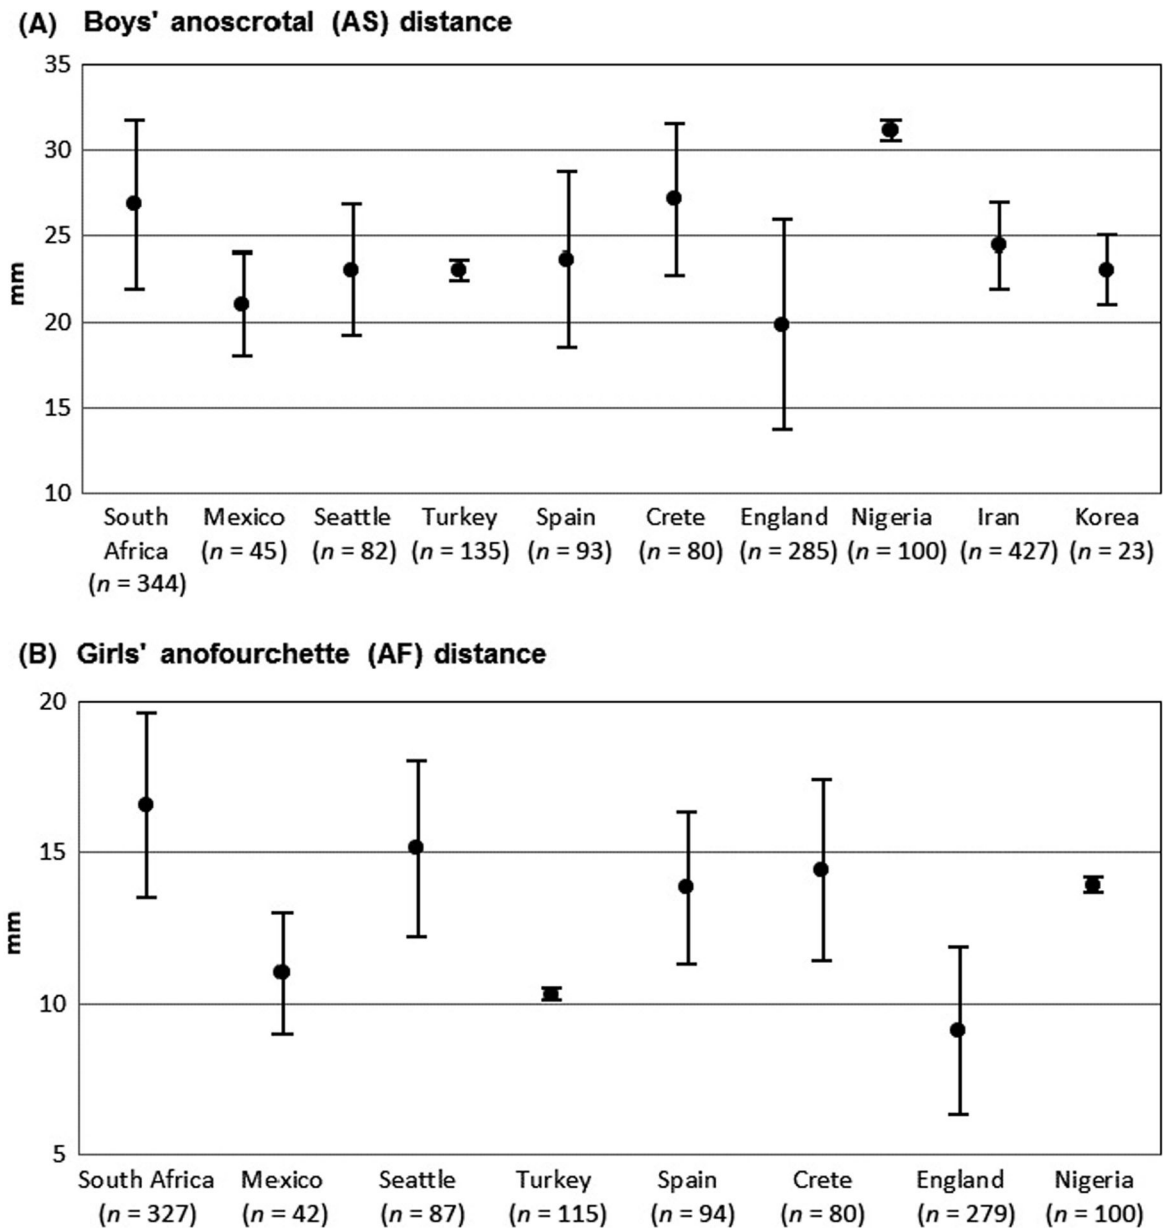 (A) Boys' anoscrotal (AS) distance
35
30
25
20
15
10
mm
South Mexico Seattle Turkey Spain Crete England Nigeria Iran Korea
Africa (n = 45) (n = 82) (n = 135) (n = 93) (n = 80) (n = 285) (n = 100) (n = 427) (n = 23)
(n = 344)
(B) Girls' anofourchette (AF) distance
20
15
10
5
mm
South Africa Mexico Seattle Turkey Spain Crete England Nigeria
(n = 327) (n = 42) (n = 87) (n = 115) (n = 94) (n = 80) (n = 279) (n = 100)